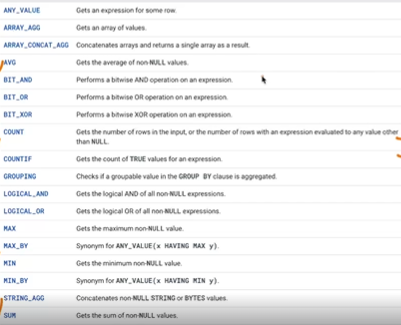 ANY_VALUE Gets an expression for some row.
ARRAY_AGG Gets an array of values.
ARRAY_CONCAT_AGG Concatenates arrays and returns a single array as a result.
AVG Gets the average of non-NULL values.
BIT_AND Performs a bitwise AND operation on an expression.
BIT_OR Performs a bitwise OR operation on an expression.
BIT_XOR Performs a bitwise XOR operation on an expression.
COUNT Gets the number of rows in the input, or the number of rows with an expression evaluated to any value other
than NULL.
COUNTIF Gets the count of TRUE values for an expression.
GROUPING Checks if a groupable value in the GROUP BY clause is aggregated.
LOGICAL_AND Gets the logical AND of all non-NULL expressions.
LOGICAL_OR Gets the logical OR of all non-NULL expressions.
MAX Gets the maximum non-NULL value.
MAX_BY Synonym for ANY_VALUE(x HAVING MAX y).
MIN Gets the minimum non-NULL value.
MIN_BY Synonym for ANY_VALUE(x HAVING MIN y).
STRING_AGG Concatenates non-NULL STRING or BYTES values.
SUM Gets the sum of non-NULL values.